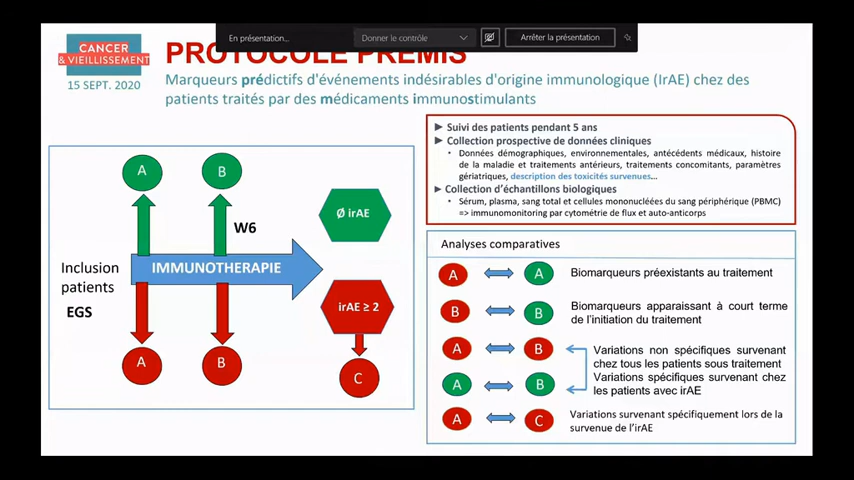 En présentation...
Donner le contrôle
Arrêter la présentation
CANCER
& VIEILLISSEMENT
15 SEPT. 2020
PROTOCOLE PREMIS
Marqueurs prédictifs d'événements indésirables d'origine immunologique (IrAE) chez des
patients traités par des médicaments immunostimulants
A
B
W6
Ø irAE
Inclusion
patients
EGS
IMMUNOTHERAPIE
irAE ≥ 2
A
B
C
► Suivi des patients pendant 5 ans
► Collection prospective de données cliniques
• Données démographiques, environnementales, antécédents médicaux, histoire
de la maladie et traitements antérieurs, traitements concomitants, paramètres
gériatriques, description des toxicités survenues...
► Collection d'échantillons biologiques
• Sérum, plasma, sang total et cellules mononucléées du sang périphérique (PBMC)
=> immunomonitoring par cytométrie de flux et auto-anticorps
Analyses comparatives
A A Biomarqueurs préexistants au traitement
B B Biomarqueurs apparaissant à court terme
de l'initiation du traitement
A B Variations non spécifiques survenant
chez tous les patients sous traitement
A B Variations spécifiques survenant chez
les patients avec irAE
A C Variations survenant spécifiquement lors de la
survenue de l'irAE